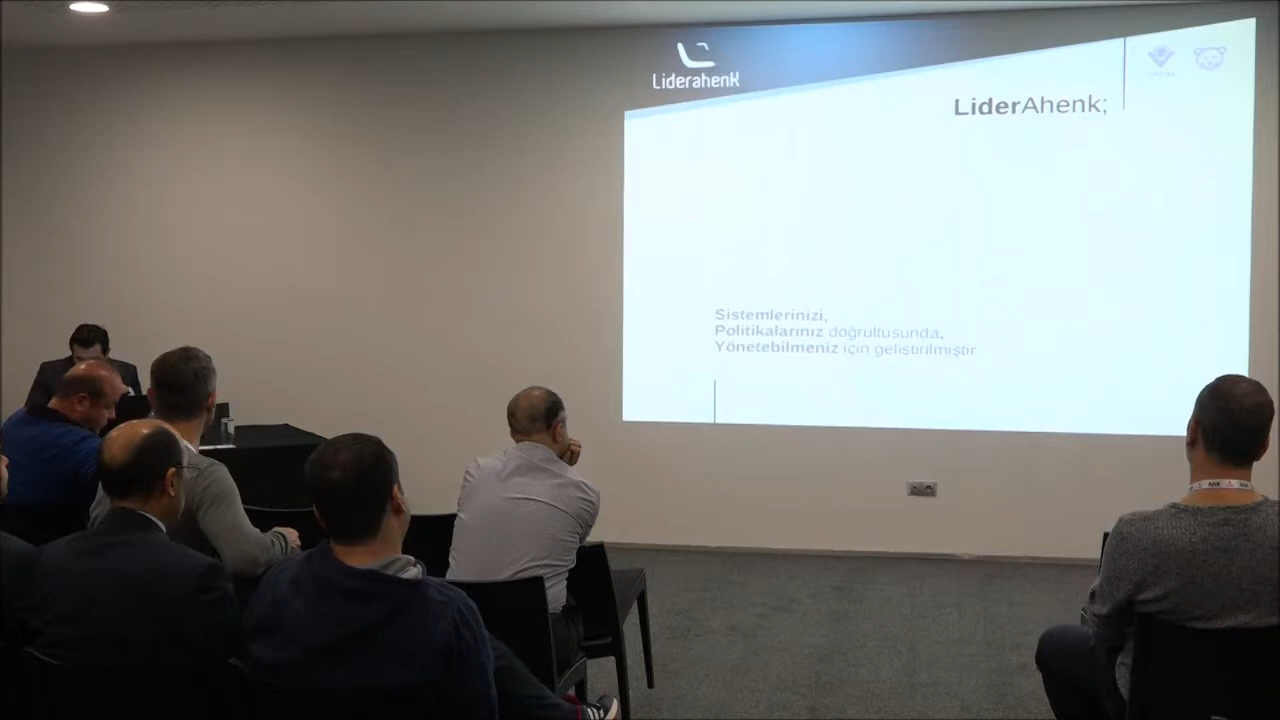 LiderahenK
LiderAhenk;
Sistemlerinizi,
Politikalarınız doğrultusunda,
Yönetebilmeniz için geliştirilmiştir